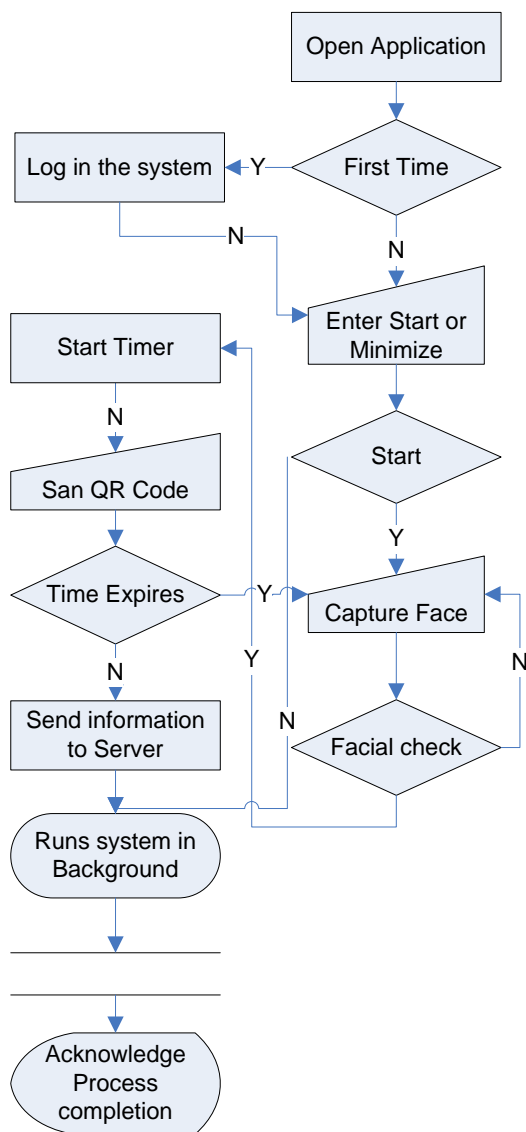 Open Application
First Time
Y
Log in the system
N
N
Enter Start or
Minimize
Start Timer
N
San QR Code
Start
Y
Time Expires
Y
Capture Face
N
Y
N
Send information
to Server
N
Facial check
Runs system in
Background
Acknowledge
Process
completion